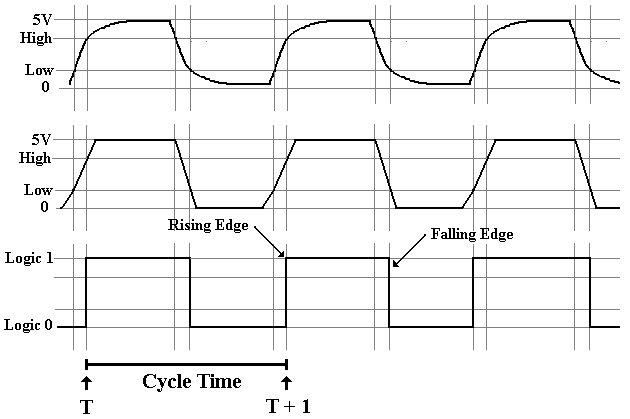 5V
High
Low
0
5V
High
Low
0
Rising Edge
Falling Edge
Logic 1
Logic 0
Cycle Time
T
T + 1